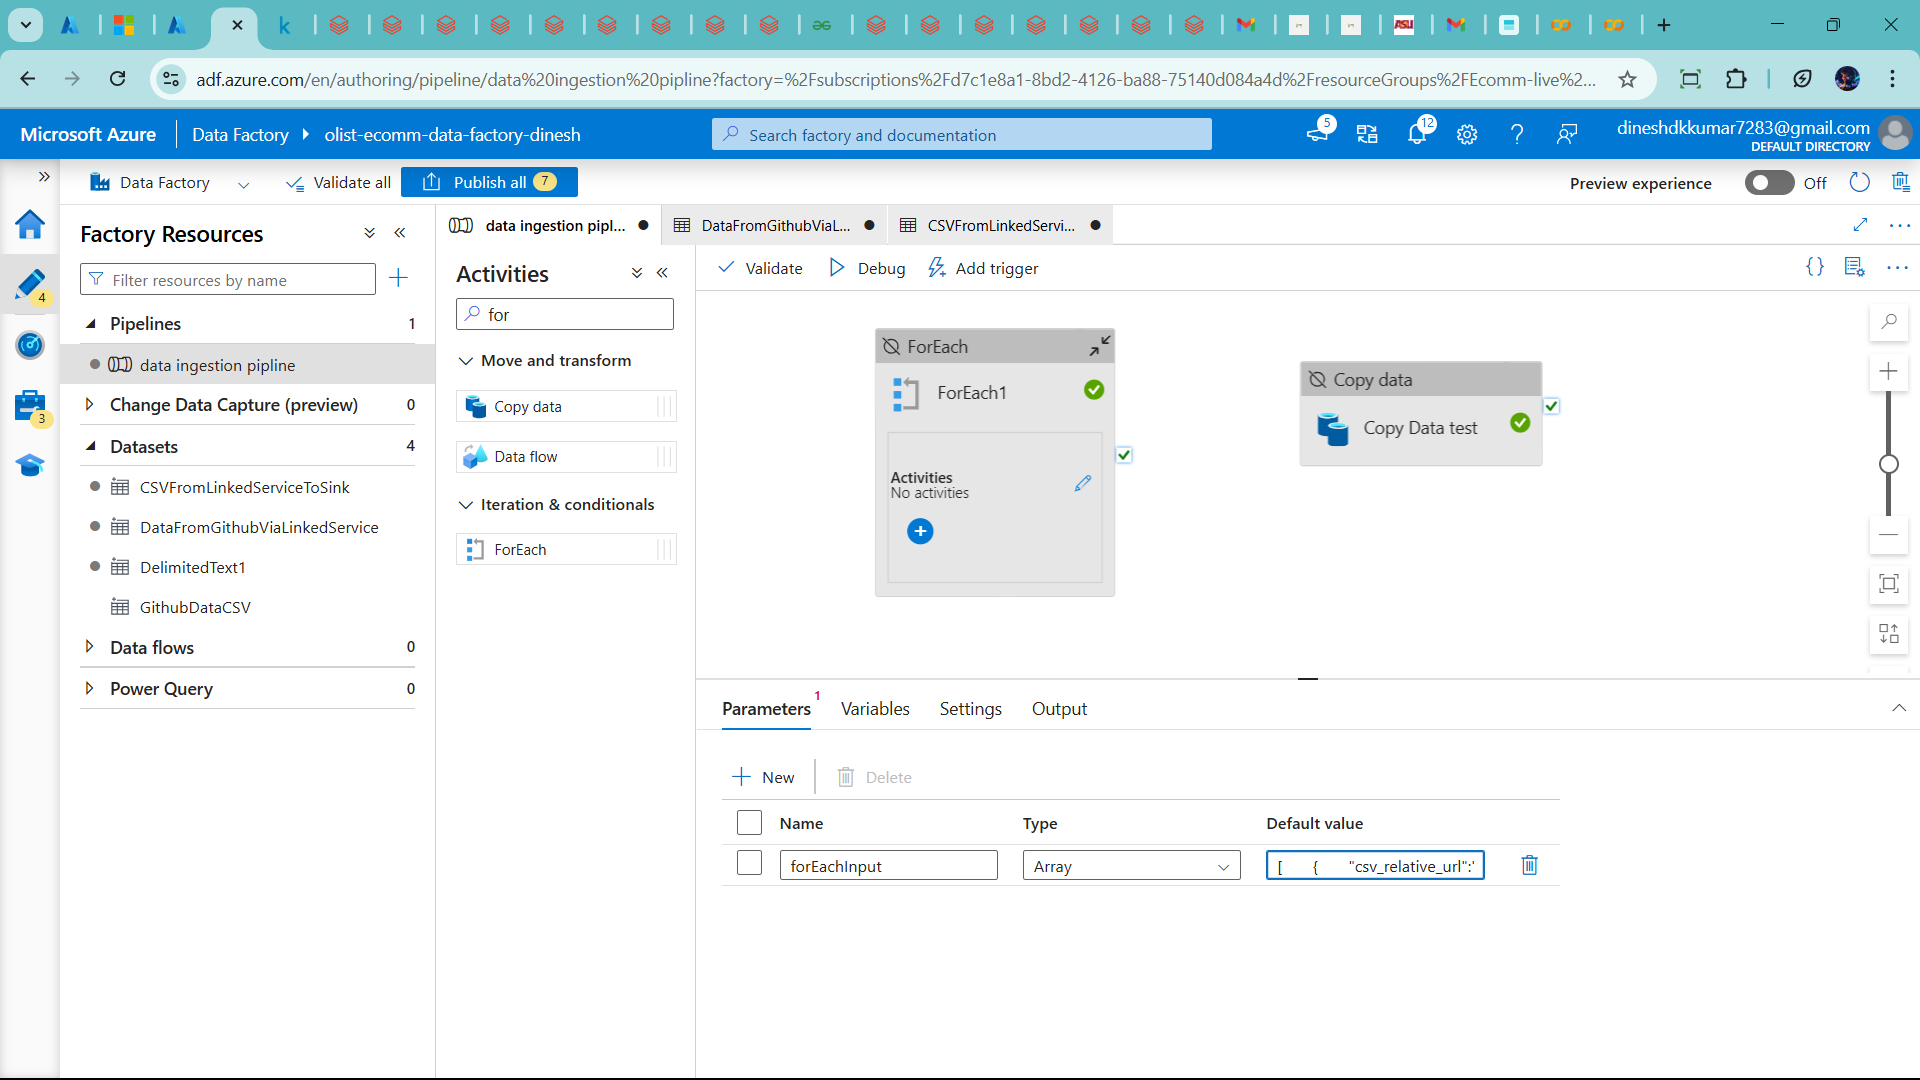 adf.azure.com/en/authoring/pipeline/data%20ingestion%20pipline?factory=%2Fsubscriptions%2Fd7c1e8a1-8bd2-4126-ba88-75140d084a4d%2FresourceGroups%2FEcomm-live%2...
Microsoft Azure
Data Factory
olist-ecomm-data-factory-dinesh
Search factory and documentation
5
12
dineshdkkumar7283@gmail.com
DEFAULT DIRECTORY
Data Factory
Validate all
Publish all 7
Preview experience
Off
4
3
Factory Resources
Filter resources by name
Pipelines 1
data ingestion pipline
Change Data Capture (preview) 0
Datasets 4
CSVFromLinkedServiceToSink
DataFromGithubViaLinkedService
DelimitedText1
GithubDataCSV
Data flows 0
Power Query 0
data ingestion pipl...
DataFromGithubViaL...
CSVFromLinkedServi...
Activities
for
Move and transform
Copy data
Data flow
Iteration & conditionals
ForEach
Validate
Debug
Add trigger
{}
ForEach
ForEach1
Activities
No activities
Copy data
Copy Data test
Parameters 1
Variables
Settings
Output
New
Delete
Name Type Default value
forEachInput Array [ { "csv_relative_url":'
k
ASU